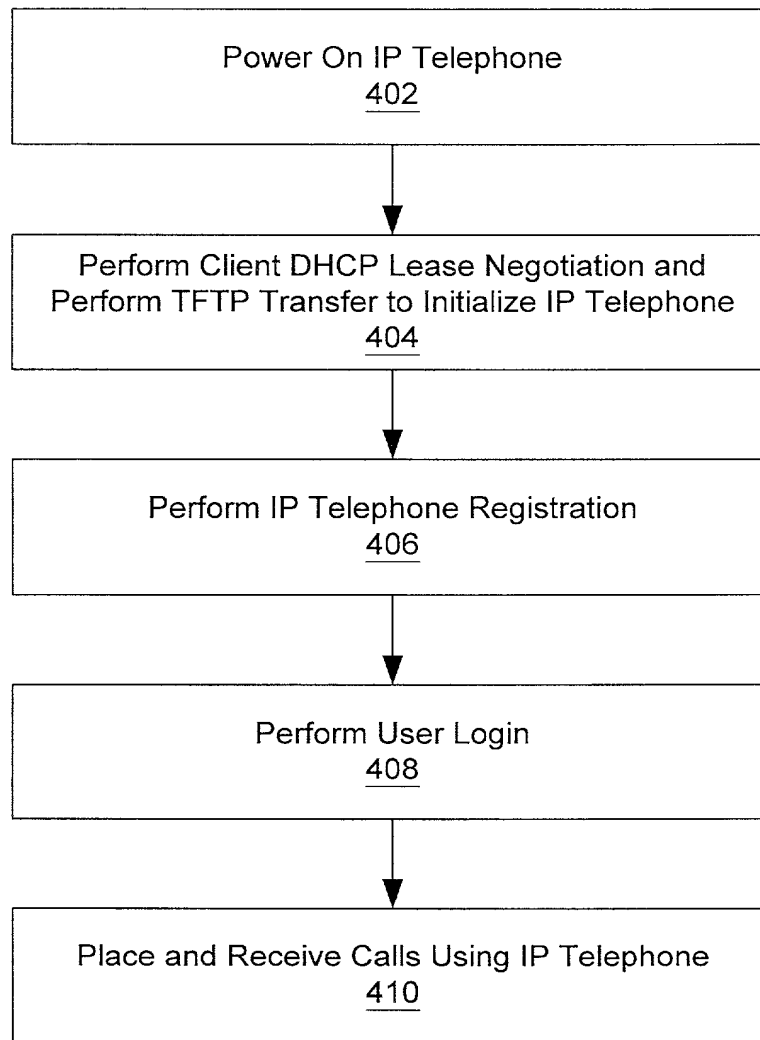 Power On IP Telephone
402
Perform Client DHCP Lease Negotiation and
Perform TFTP Transfer to Initialize IP Telephone
404
Perform IP Telephone Registration
406
Perform User Login
408
Place and Receive Calls Using IP Telephone
410